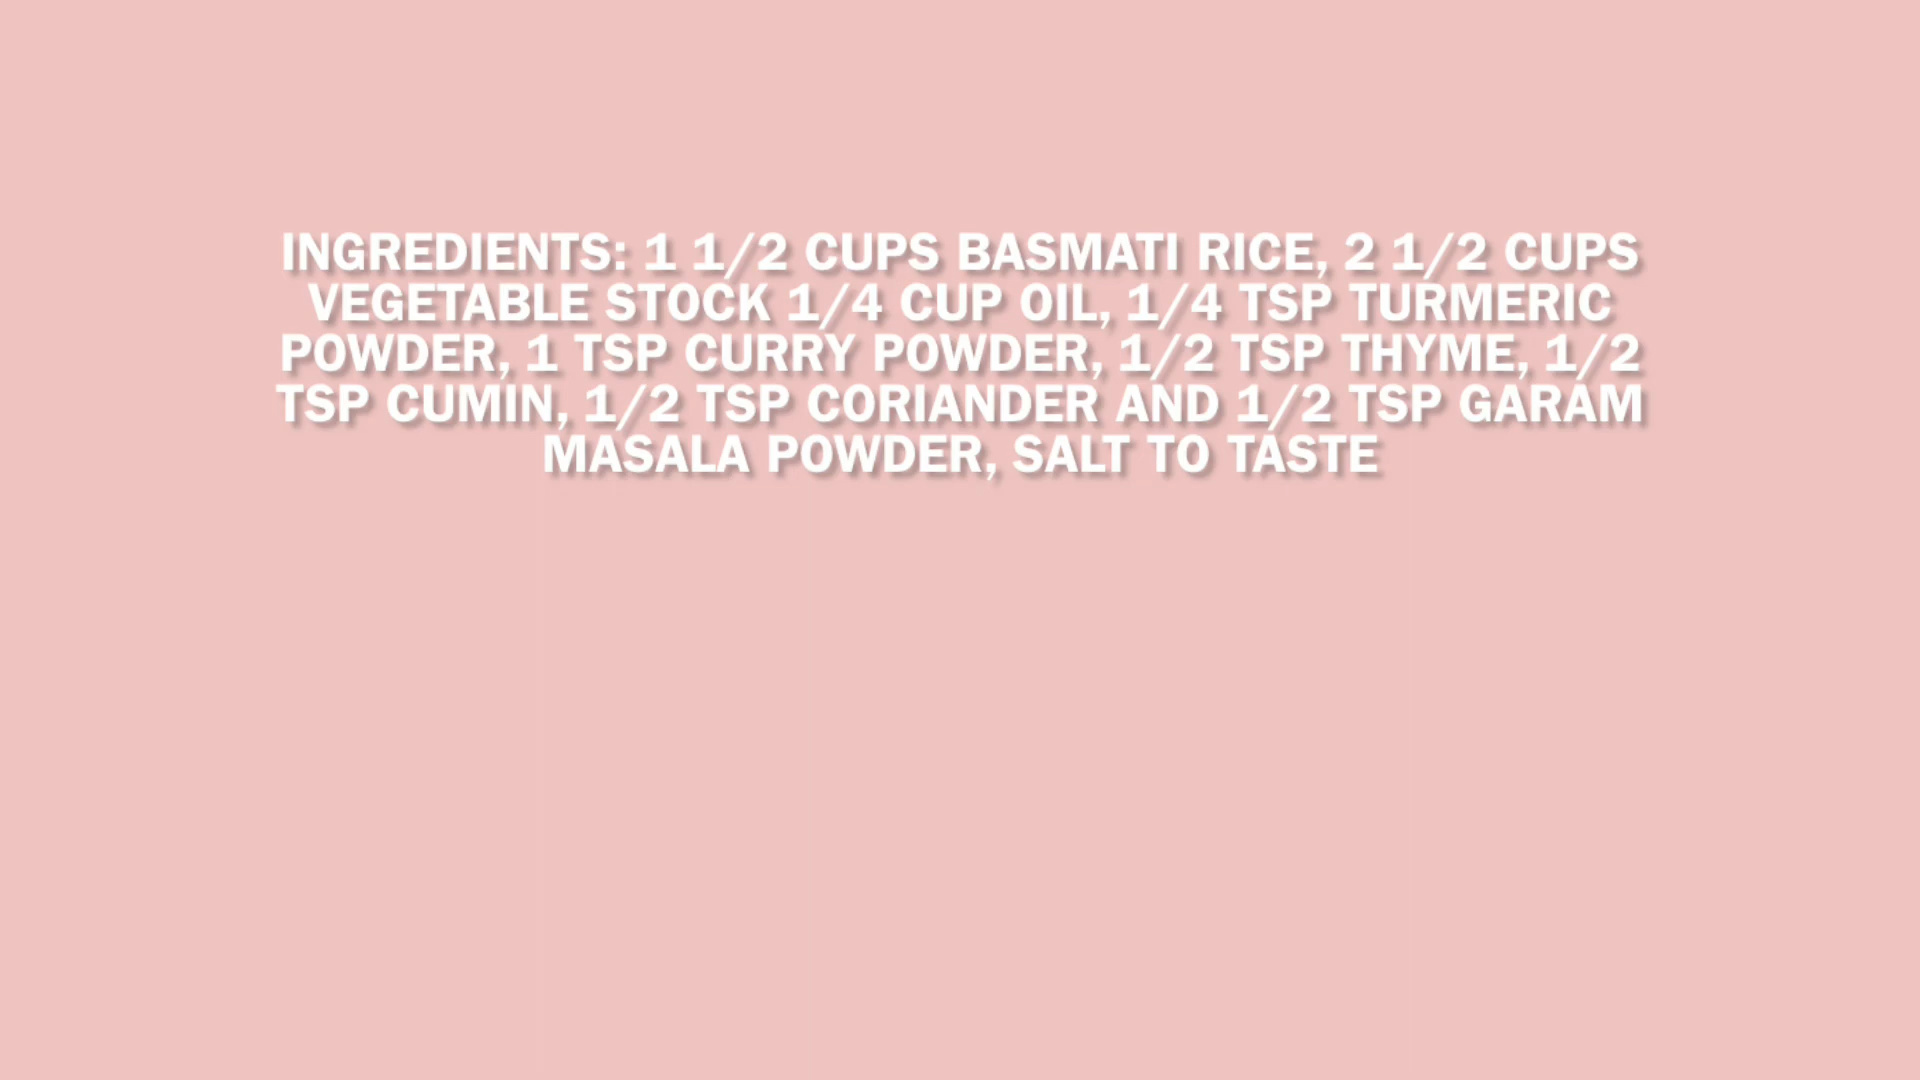 INGREDIENTS: 1 1/2 CUPS BASMATI RICE, 2 1/2 CUPS
VEGETABLE STOCK 1/4 CUP OIL, 1/4 TSP TURMERIC
POWDER, 1 TSP CURRY POWDER, 1/2 TSP THYME, 1/2
TSP CUMIN, 1/2 TSP CORIANDER AND 1/2 TSP GARAM
MASALA POWDER, SALT TO TASTE